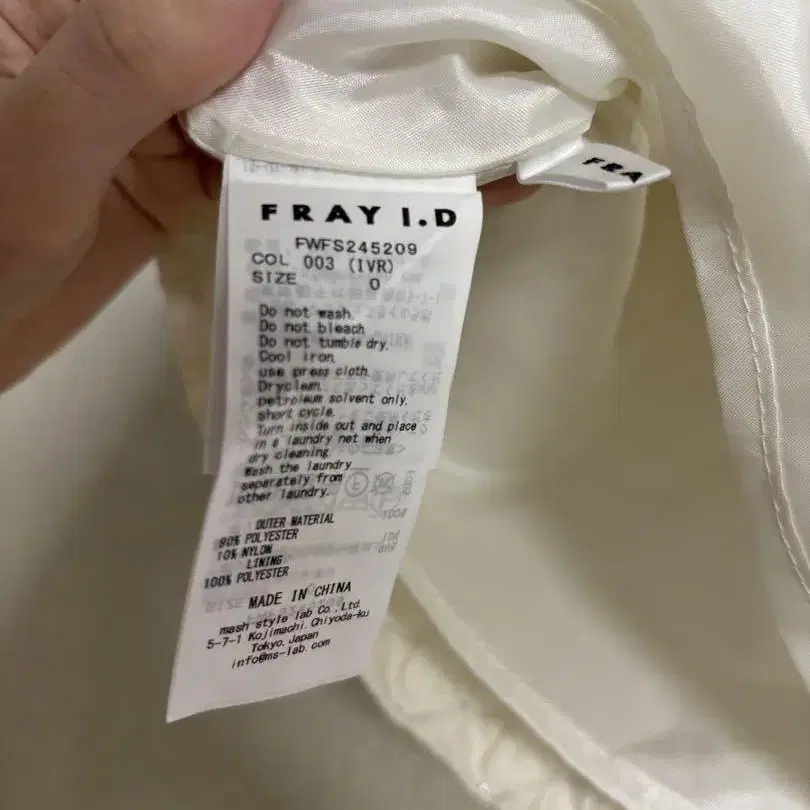 FRAY I.D
FRA
FWFS245209
COL 003 (IVR)
SIZE 0
Do not wash.
Do not bleach
Do not tumble dry.
Cool iron.
use press cloth.
Dryclean.
petroleum solvent only.
short cycle.
Turn inside out and place
in a laundry net when
dry cleaning.
Wash the laundry
separately from
other laundry.
OUTER MATERIAL
90% POLYESTER
10% NYLON
LINING
100% POLYESTER
MADE IN CHINA
mash style lab Co., Ltd.
5-7-1 Kojimachi. Chiyoda-ku
Tokyo. Japan
info@ms-lab.com